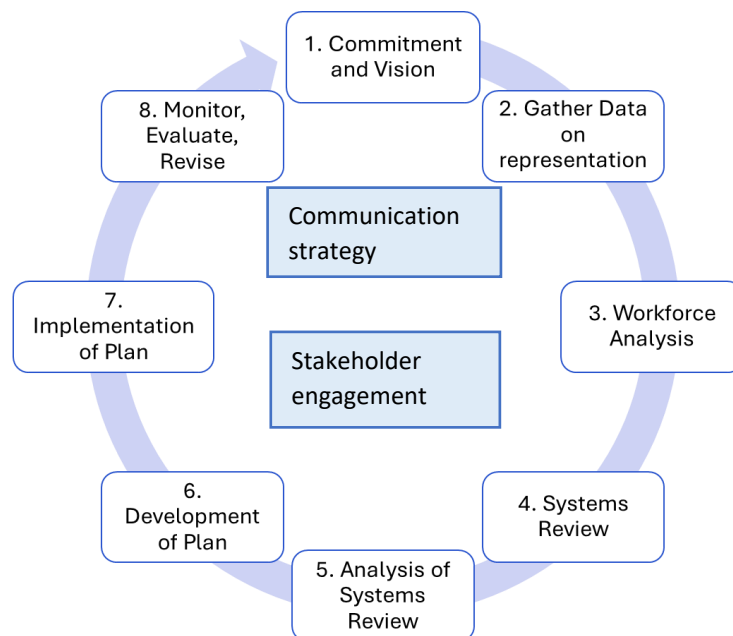 1. Commitment
and Vision
2. Gather Data
on
representation
3. Workforce
Analysis
4. Systems
Review
5. Analysis of
Systems
Review
6.
Development
of Plan
7.
Implementation
of Plan
8. Monitor,
Evaluate,
Revise
Communication
strategy
Stakeholder
engagement